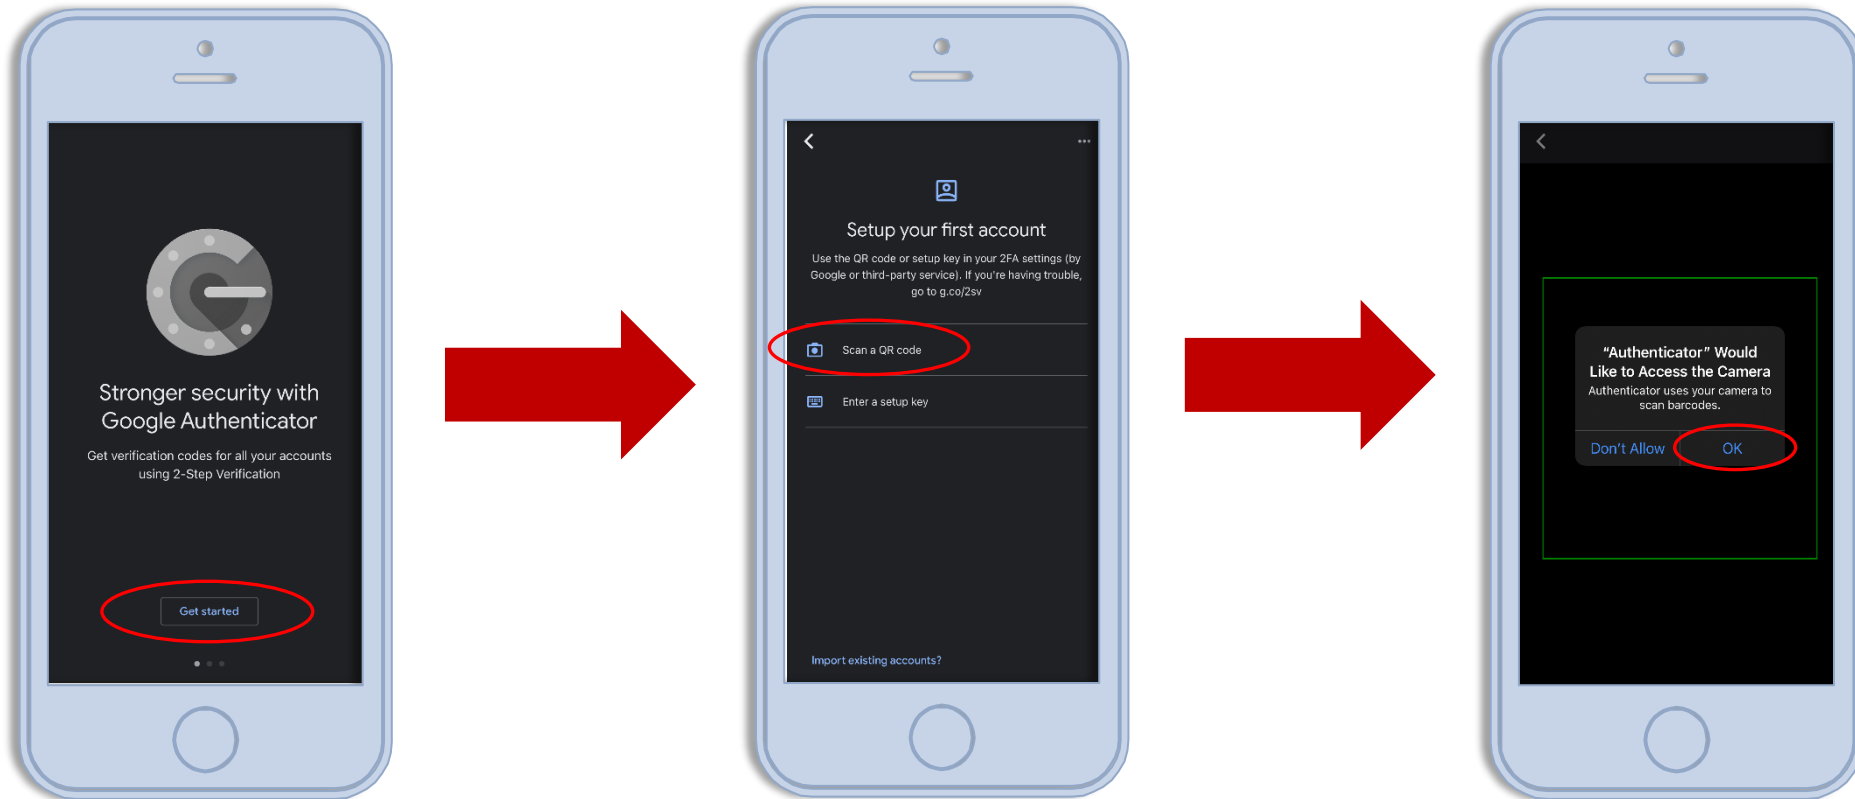 Stronger security with
Google Authenticator
Get verification codes for all your accounts
using 2-Step Verification
Get started
Setup your first account
Use the QR code or setup key in your 2FA settings (by
Google or third-party service). If you're having trouble,
go to g.co/2sv
Scan a QR code
Enter a setup key
Import existing accounts?
“Authenticator” Would
Like to Access the Camera
Authenticator uses your camera to
scan barcodes.
Don't Allow
OK